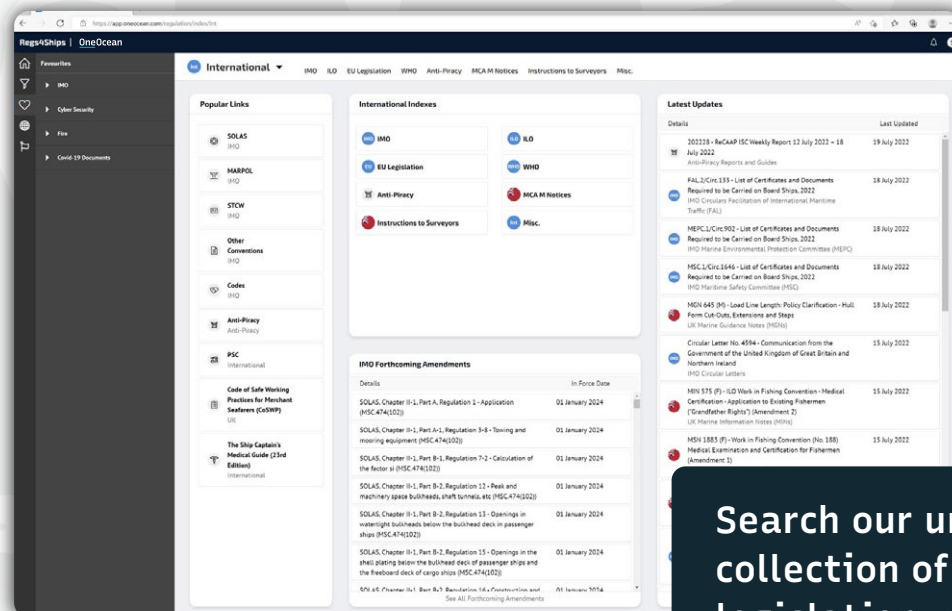 https://app.oneocean.com/regulation/index/Int
Regs4Ships | OneOcean
Favourites
IMO
Cyber Security
Fire
Covid-19 Documents
International
IMO ILO EU Legislation WHO Anti-Piracy MCA M Notices Instructions to Surveyors Misc.
Popular Links
SOLAS
IMO
MARPOL
IMO
STCW
IMO
Other
Conventions
IMO
Codes
IMO
Anti-Piracy
Anti-Piracy
PSC
International
Code of Safe Working
Practices for Merchant
Seafarers (CoSWP)
UK
The Ship Captain's
Medical Guide (23rd
Edition)
International
International Indexes
IMO IMO
ILO ILO
EU EU Legislation
WHO WHO
Anti-Piracy
MCA M Notices
Instructions to Surveyors
Int Misc.
IMO Forthcoming Amendments
Details In Force Date
SOLAS, Chapter II-1, Part A, Regulation 1 - Application 01 January 2024
(MSC.474(102))
SOLAS, Chapter II-1, Part A-1, Regulation 3-8 - Towing and 01 January 2024
mooring equipment (MSC.474(102))
SOLAS, Chapter II-1, Part B-1, Regulation 7-2 - Calculation of 01 January 2024
the factor si (MSC.474(102))
SOLAS, Chapter II-1, Part B-2, Regulation 12 - Peak and 01 January 2024
machinery space bulkheads, shaft tunnels, etc (MSC.474(102))
SOLAS, Chapter II-1, Part B-2, Regulation 13 - Openings in 01 January 2024
watertight bulkheads below the bulkhead deck in passenger
ships (MSC.474(102))
SOLAS, Chapter II-1, Part B-2, Regulation 15 - Openings in the 01 January 2024
shell plating below the bulkhead deck of passenger ships and
the freeboard deck of cargo ships (MSC.474(102))
SOLAS, Chapter II-1, Part B-2, Regulation 16 - Construction and 01 January 2024
See All Forthcoming Amendments
Latest Updates
Details Last Updated
202228 - ReCAAP ISC Weekly Report 12 July 2022 - 18 19 July 2022
July 2022
Anti-Piracy Reports and Guides
FAL.2/Circ.133 - List of Certificates and Documents 18 July 2022
Required to be Carried on Board Ships, 2022
IMO Circulars Facilitation of International Maritime
Traffic (FAL)
MEPC.1/Circ.902 - List of Certificates and Documents 18 July 2022
Required to be Carried on Board Ships, 2022
IMO Marine Environmental Protection Committee (MEPC)
MSC.1/Circ.1646 - List of Certificates and Documents 18 July 2022
Required to be Carried on Board Ships, 2022
IMO Maritime Safety Committee (MSC)
MGN 645 (M) - Load Line Length: Policy Clarification - Hull 18 July 2022
Form Cut-Outs, Extensions and Steps
UK Marine Guidance Notes (MGNs)
Circular Letter No. 4594 - Communication from the 15 July 2022
Government of the United Kingdom of Great Britain and
Northern Ireland
IMO Circular Letters
MIN 575 (F) - ILO Work in Fishing Convention - Medical 15 July 2022
Certification - Application to Existing Fishermen
("Grandfather Rights") (Amendment 2)
UK Marine Information Notes (MINs)
MSN 1883 (F) - Work in Fishing Convention (No. 188) 15 July 2022
Medical Examination and Certification for Fishermen
(Amendment 1)
Search our
collection of